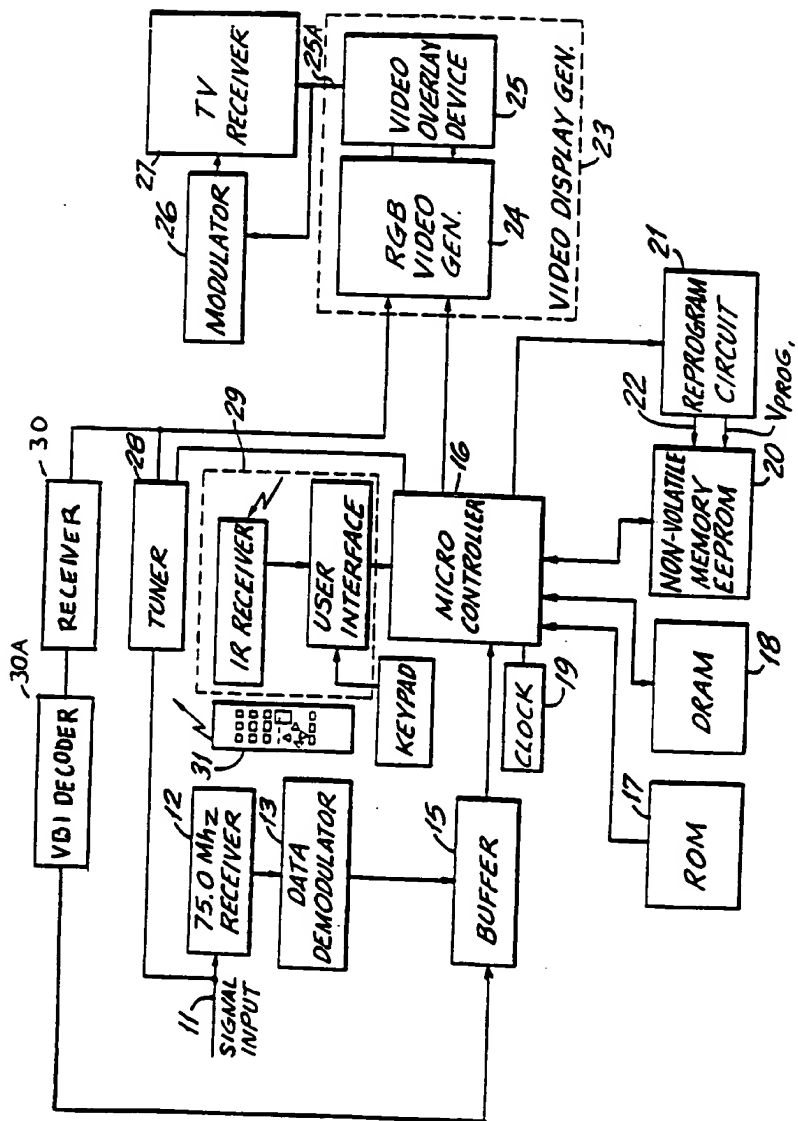 30A
VBI DECODER
30
RECEIVER
28
TUNER
26
MODULATOR
27
TV
RECEIVER
25A
VIDEO
OVERLAY
DEVICE
25
RGB
VIDEO
GEN.
24
VIDEO DISPLAY GEN.
23
29
IR RECEIVER
USER
INTERFACE
31
KEYPAD
11
SIGNAL
INPUT
12
75.0 Mhz
RECEIVER
13
DATA
DEMODULATOR
15
BUFFER
16
MICRO
CONTROLLER
CLOCK
19
17
ROM
DRAM
18
NON-VOLATILE
MEMORY
EEPROM
20
21
REPROGRAM
CIRCUIT
22
VPROG.